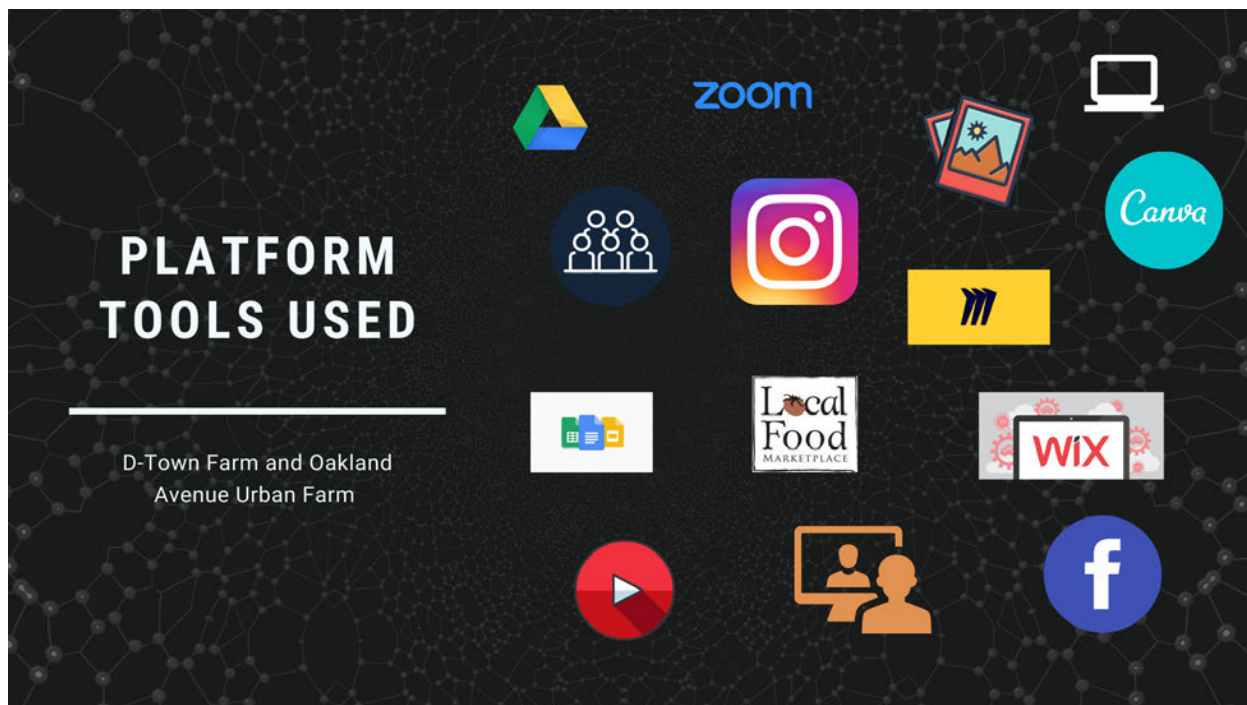 PLATFORM
TOOLS USED
D-Town Farm and Oakland
Avenue Urban Farm
zoom
Canva
Local
Food
MARKETPLACE
WiX
f